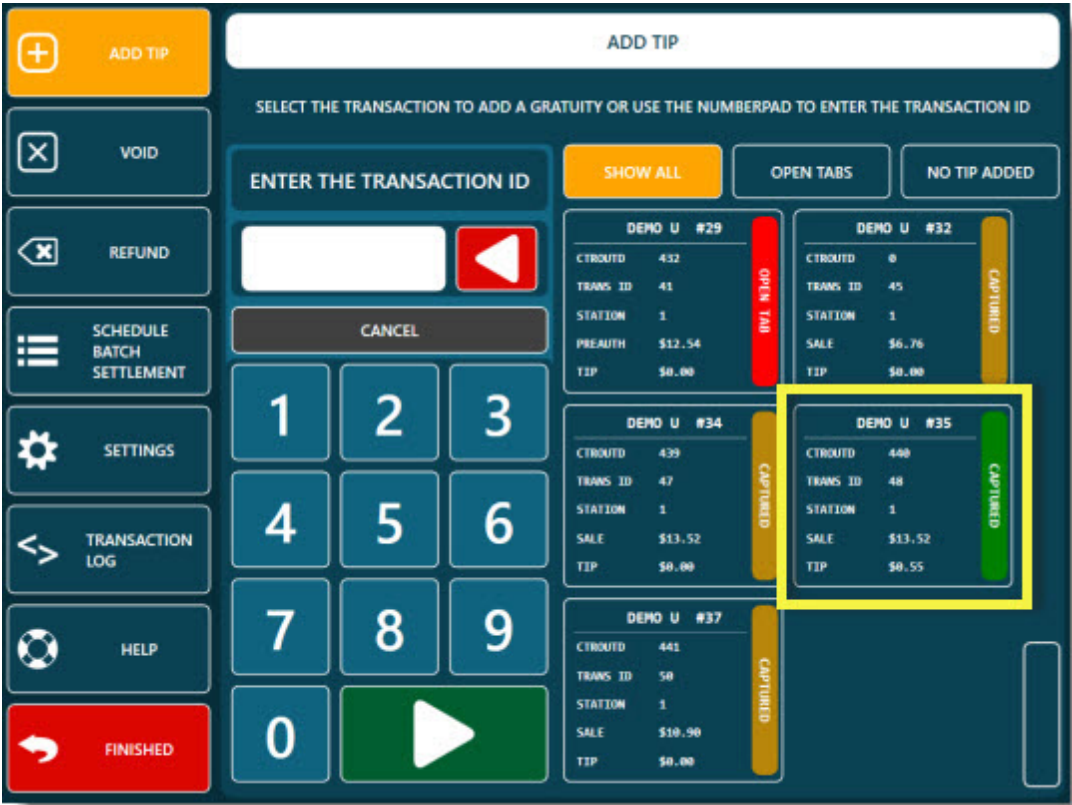 ADD TIP
VOID
REFUND
SCHEDULE
BATCH
SETTLEMENT
SETTINGS
TRANSACTION
LOG
HELP
FINISHED
ADD TIP
SELECT THE TRANSACTION TO ADD A GRATUITY OR USE THE NUMBERPAD TO ENTER THE TRANSACTION ID
ENTER THE TRANSACTION ID
CANCEL
1 2 3
4 5 6
7 8 9
0
SHOW ALL OPEN TABS NO TIP ADDED
DEMO U #29
CTROUTD 432
TRANS ID 41
STATION 1
PREAUTH $12.54
TIP $0.00
OPEN TAB
DEMO U #32
CTROUTD 0
TRANS ID 45
STATION 1
SALE $6.76
TIP $0.00
CAPTURED
DEMO U #34
CTROUTD 439
TRANS ID 47
STATION 1
SALE $13.52
TIP $0.00
CAPTURED
DEMO U #35
CTROUTD 440
TRANS ID 48
STATION 1
SALE $13.52
TIP $0.55
CAPTURED
DEMO U #37
CTROUTD 441
TRANS ID 50
STATION 1
SALE $10.90
TIP $0.00
CAPTURED